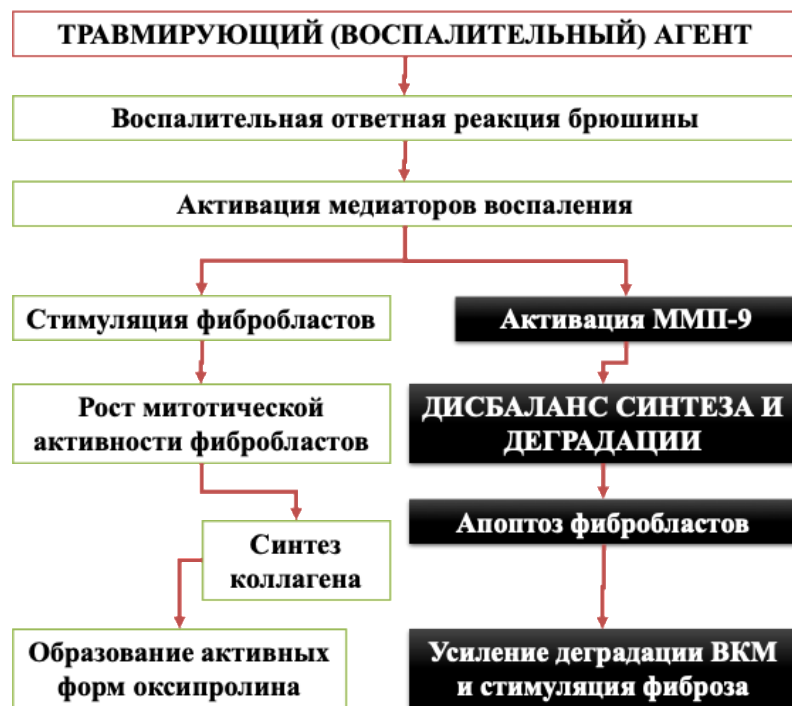 ТРАВМИРУЮЩИЙ (ВОСПАЛИТЕЛЬНЫЙ) АГЕНТ
Воспалительная ответная реакция брюшины
Активация медиаторов воспаления
Стимуляция фибробластов
Активация ММП-9
Рост митотической
активности фибробластов
ДИСБАЛАНС СИНТЕЗА И
ДЕГРАДАЦИИ
Синтез
коллагена
Апоптоз фибробластов
Образование активных
форм оксипролина
Усиление деградации ВКМ
и стимуляция фиброза